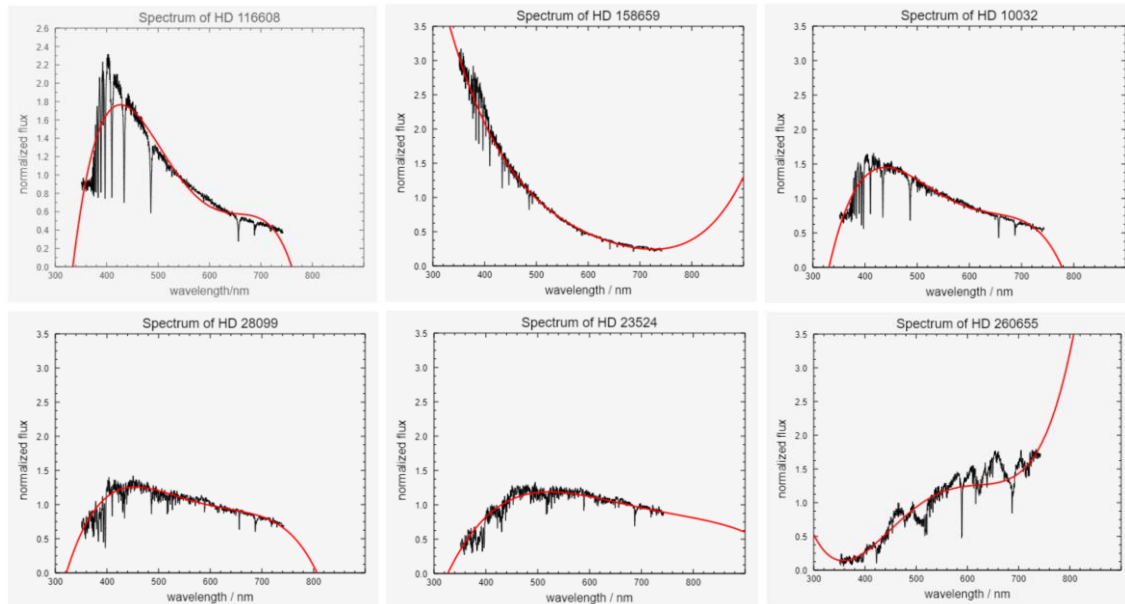 Spectrum of HD 116608
2.6
2.4
2.2
2.0
1.8
1.6
1.4
1.2
1.0
0.8
0.6
0.4
0.2
0.0
normalized flux
300 400 500 600 700 800
wavelength/nm
Spectrum of HD 158659
3.5
3.0
2.5
2.0
1.5
1.0
0.5
0.0
normalized flux
300 400 500 600 700 800
wavelength / nm
Spectrum of HD 10032
3.5
3.0
2.5
2.0
1.5
1.0
0.5
0.0
normalized flux
300 400 500 600 700 800
wavelength / nm
Spectrum of HD 28099
3.5
3.0
2.5
2.0
1.5
1.0
0.5
0.0
normalized flux
300 400 500 600 700 800
wavelength / nm
Spectrum of HD 23524
3.5
3.0
2.5
2.0
1.5
1.0
0.5
0.0
normalized flux
300 400 500 600 700 800
wavelength / nm
Spectrum of HD 260655
3.5
3.0
2.5
2.0
1.5
1.0
0.5
0.0
normalized flux
300 400 500 600 700 800
wavelength / nm